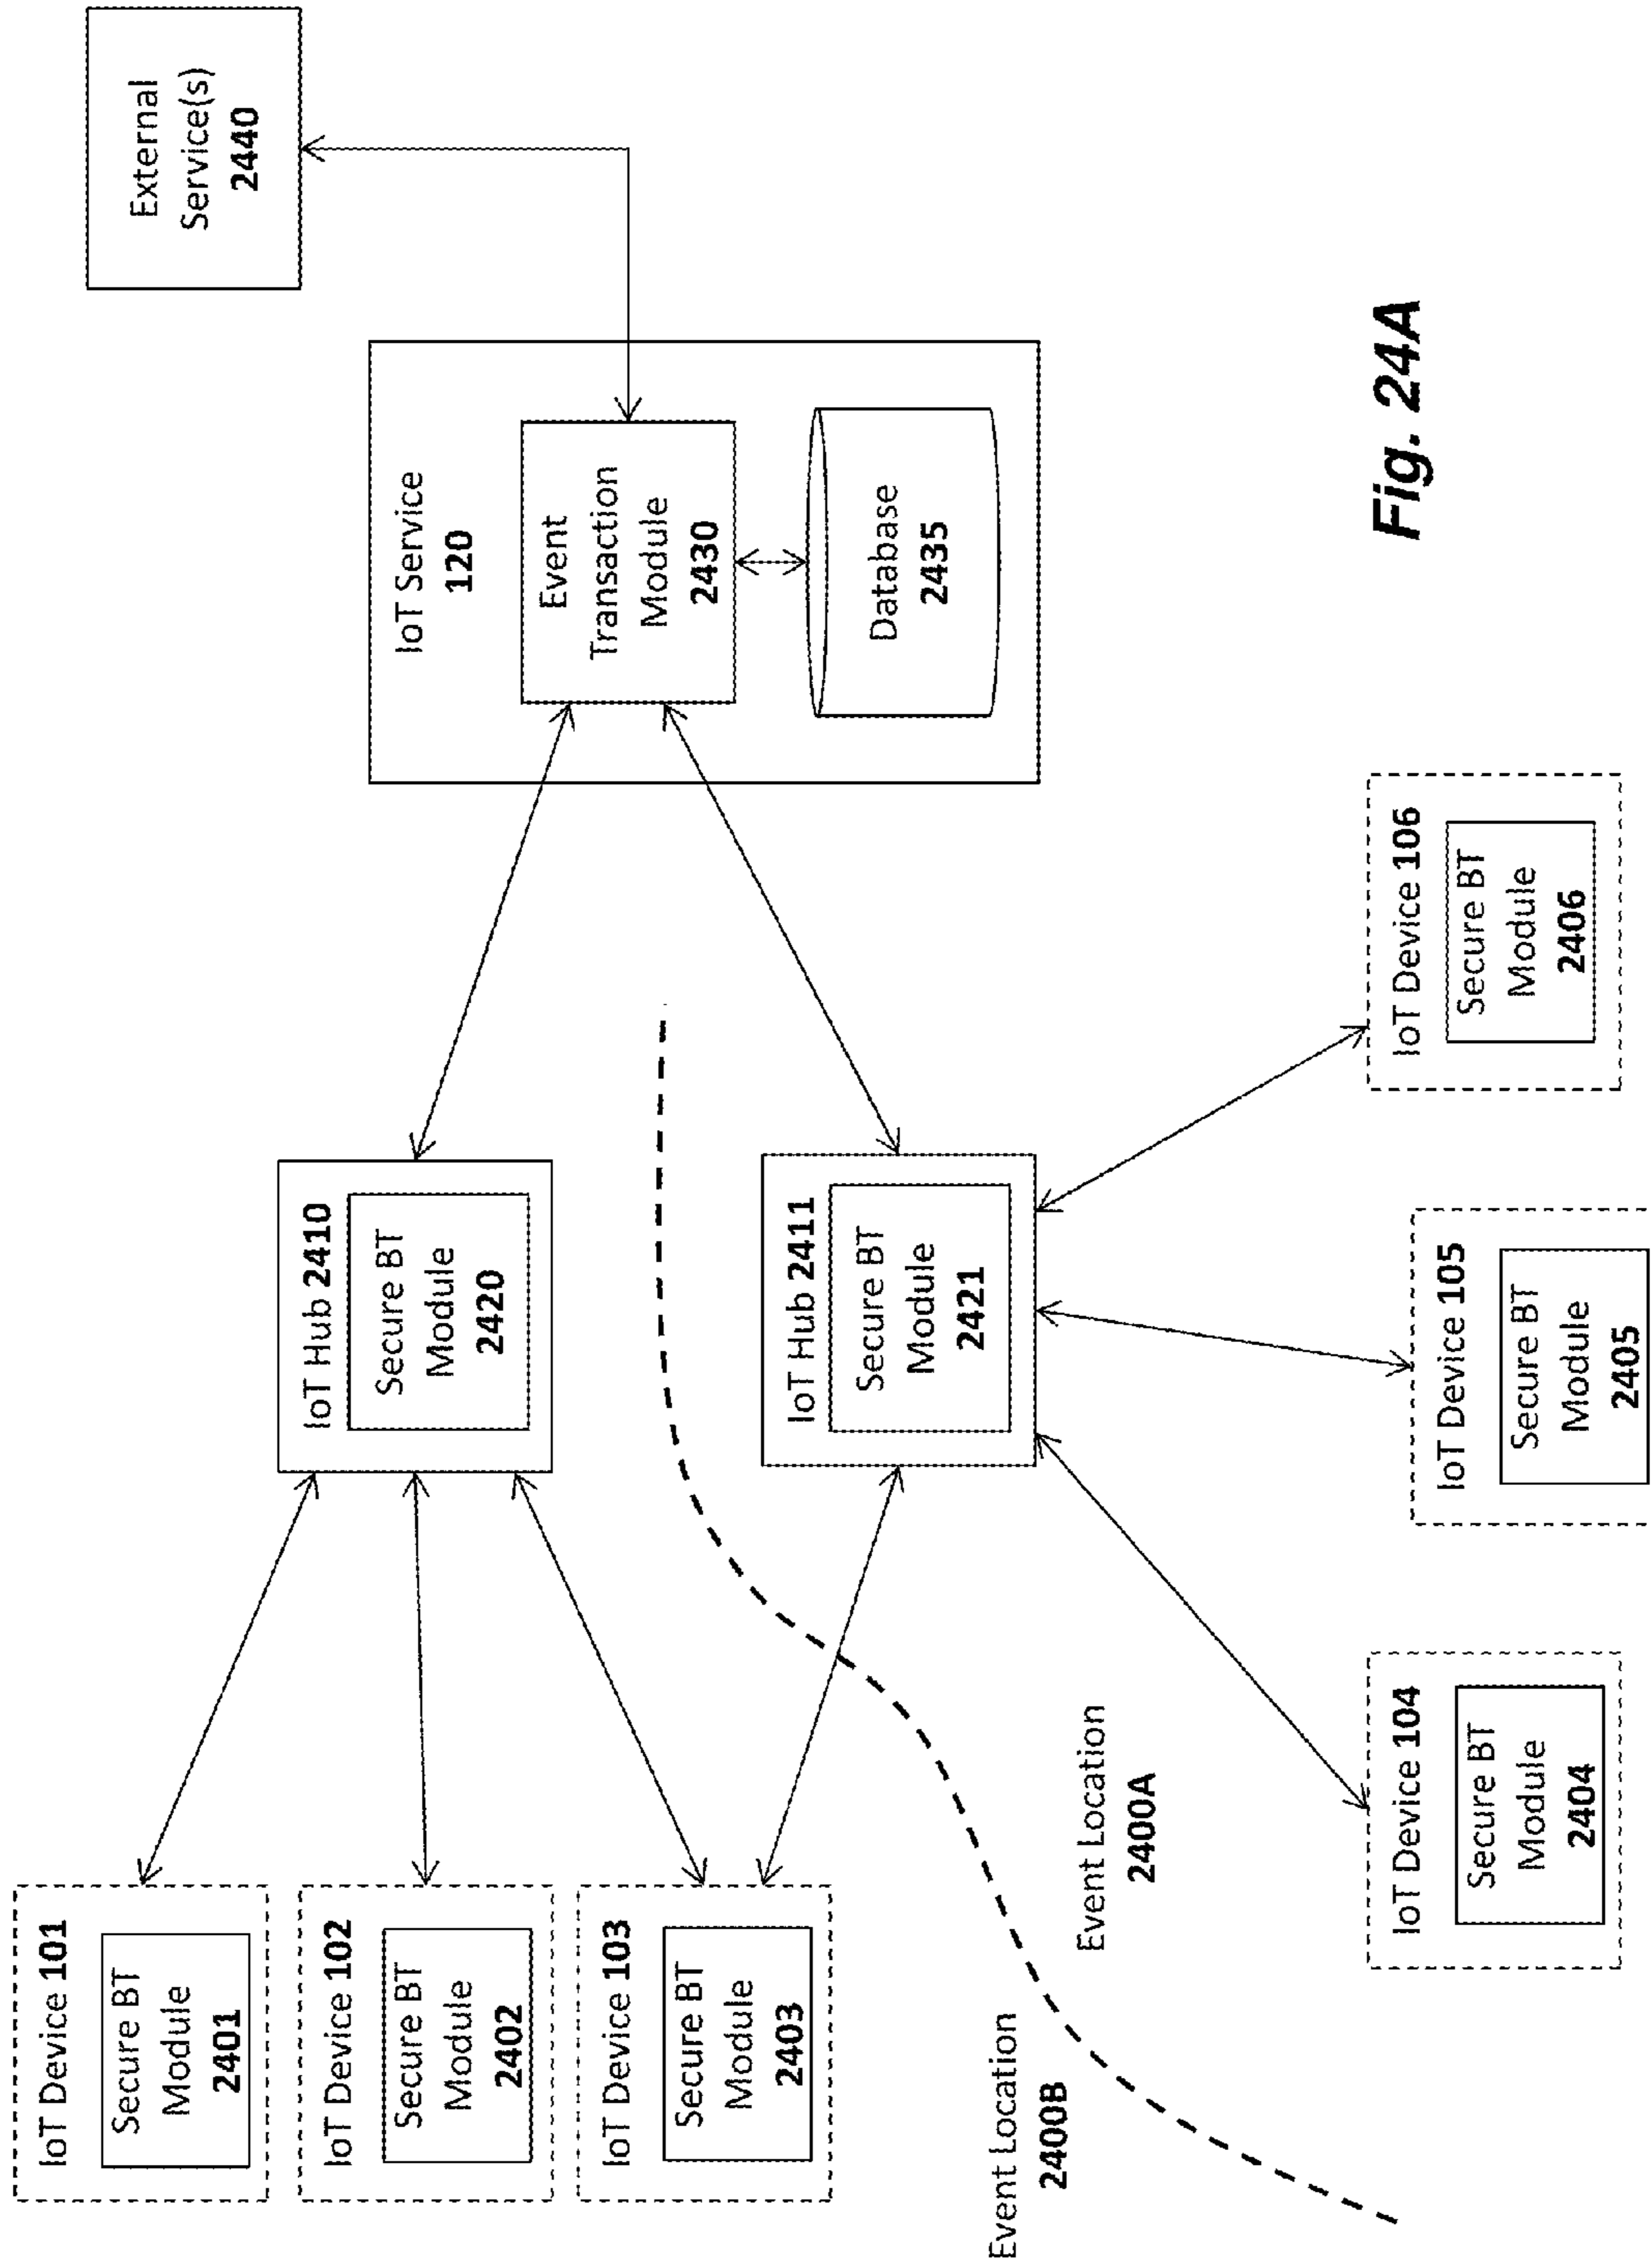 IoT Device 101
Secure BT
Module
2401
IoT Device 102
Secure BT
Module
2402
IoT Device 103
Secure BT
Module
2403
IoT Hub 2410
Secure BT
Module
2420
IoT Hub 2411
Secure BT
Module
2421
External
Service(s)
2440
IoT Service
120
Event
Transaction
Module
2430
Database
2435
Event Location
2400B
Event Location
2400A
IoT Device 104
Secure BT
Module
2404
IoT Device 105
Secure BT
Module
2405
IoT Device 106
Secure BT
Module
2406
Fig. 24A